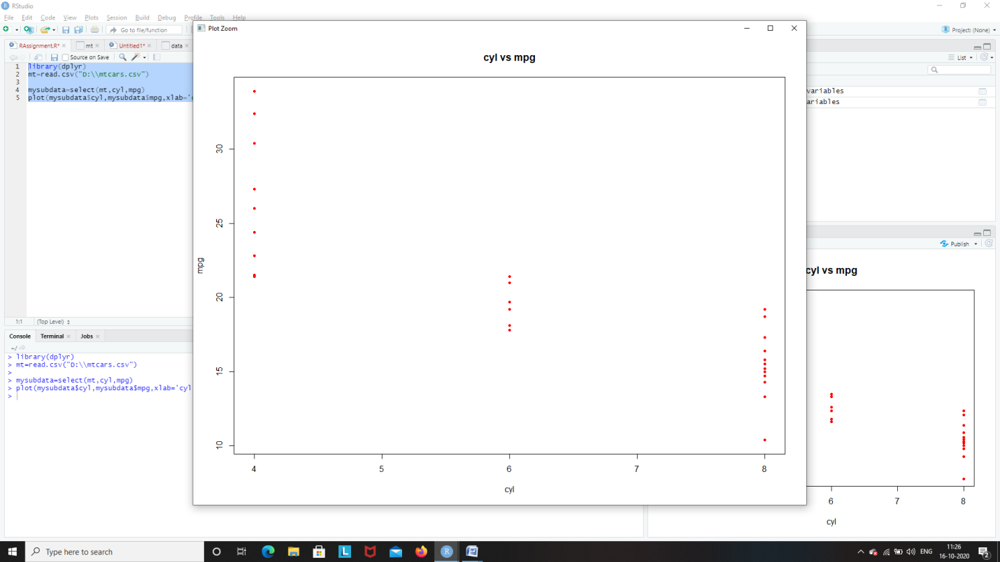 RStudio
File Edit Code View Plots Session Build Debug Profile Tools Help
Go to file/function
Project: (None)
Plot Zoom
RAssignment.R* mt Untitled1* data
Source on Save
List
1 library(dplyr)
2 mt=read.csv("D:\\mtcars.csv")
3
4 mysubdata=select(mt,cyl,mpg)
5 plot(mysubdata$cyl,mysubdata$mpg,xlab='c
variables
ariables
cyl vs mpg
30
25
20
15
10
mpg
4 5 6 7 8
cyl
Publish
cyl vs mpg
6 7 8
cyl
1:1 (Top Level)
Console Terminal Jobs
~/
> library(dplyr)
> mt=read.csv("D:\\mtcars.csv")
>
> mysubdata=select(mt,cyl,mpg)
> plot(mysubdata$cyl,mysubdata$mpg,xlab='cyl
>
Type here to search
ENG
11:26
16-10-2020
2